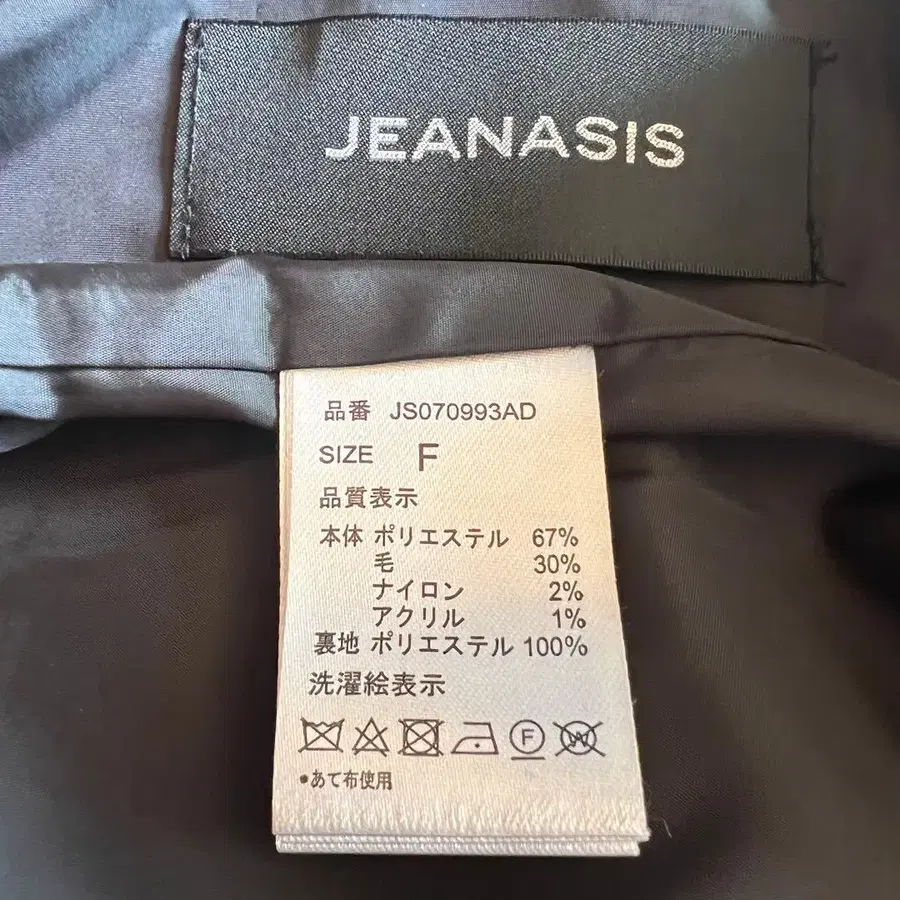 JEANASIS
品番 JS070993AD
SIZE F
品質表示
本体 ポリエステル 67%
毛 30%
ナイロン 2%
アクリル 1%
裏地 ポリエステル 100%
洗濯絵表示
F W
●あて布使用